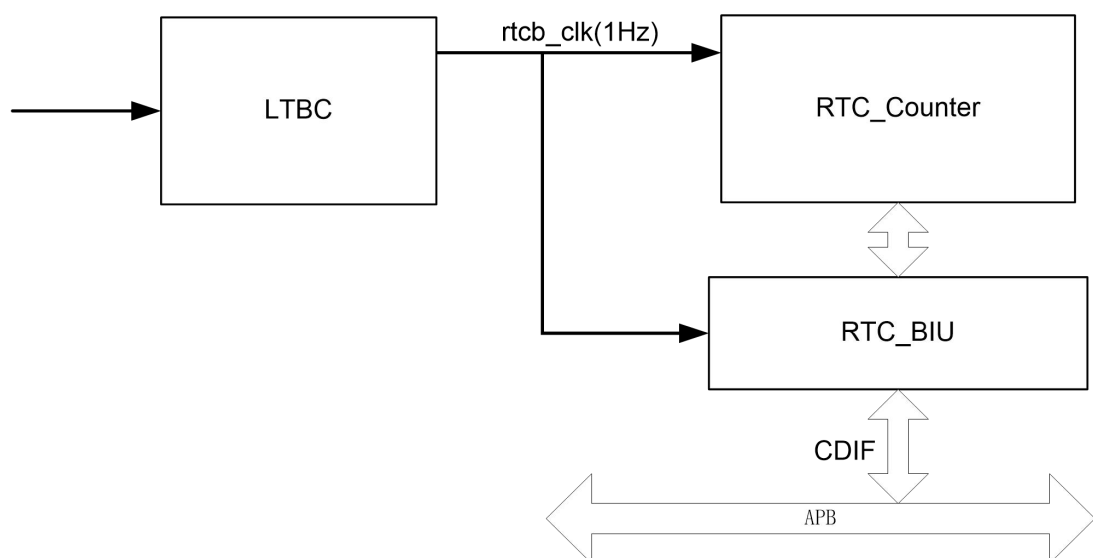 rtcb_clk(1Hz)
LTBC
RTC_Counter
RTC_BIU
CDIF
APB